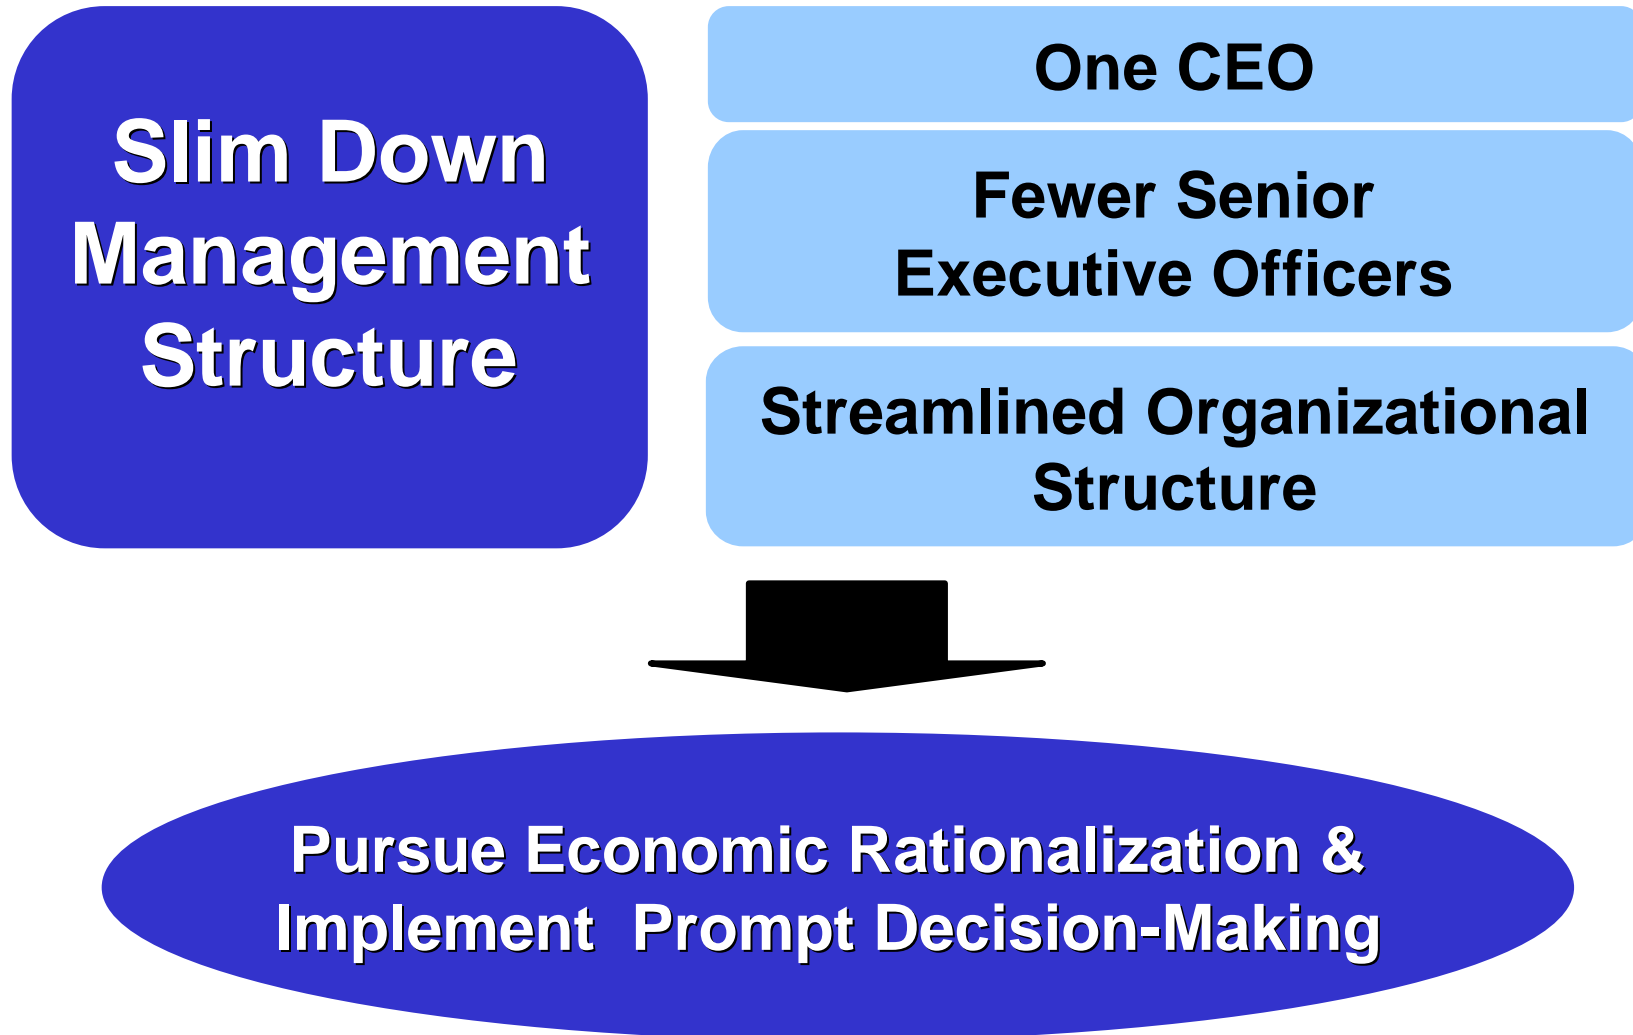 Slim Down
Management
Structure
One CEO
Fewer Senior
Executive Officers
Streamlined Organizational
Structure
Pursue Economic Rationalization &
Implement  Prompt Decision-Making